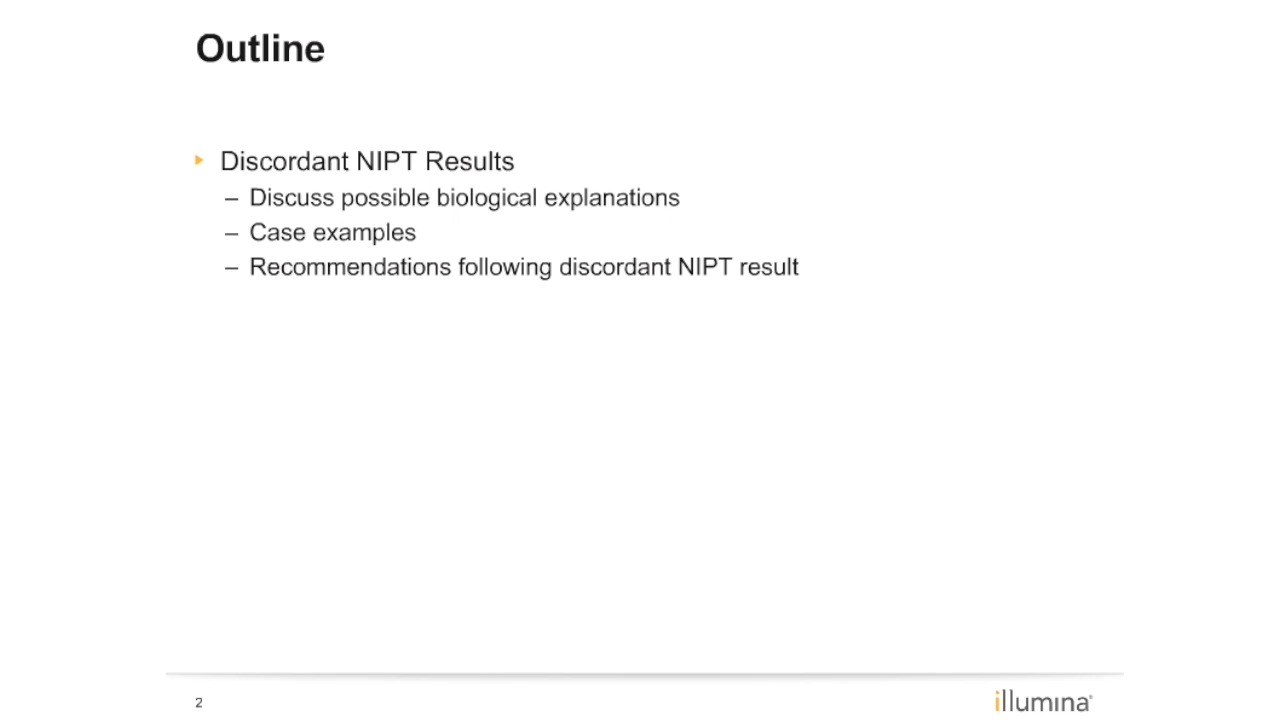 Outline
Discordant NIPT Results
– Discuss possible biological explanations
– Case examples
– Recommendations following discordant NIPT result
2
illumina®